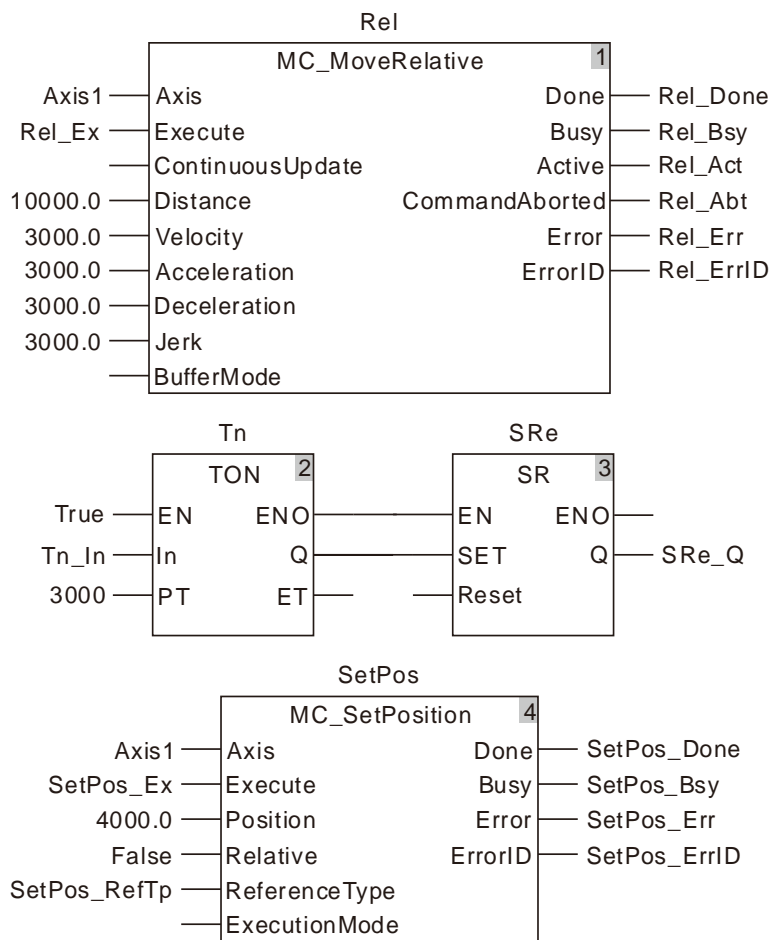 Rel
MC_MoveRelative 1
Axis1 Axis Done Rel_Done
Rel_Ex Execute Busy Rel_Bsy
ContinuousUpdate Active Rel_Act
10000.0 Distance CommandAborted Rel_Abt
3000.0 Velocity Error Rel_Err
3000.0 Acceleration ErrorID Rel_ErrID
3000.0 Deceleration
3000.0 Jerk
BufferMode
Tn SRe
TON 2 SR 3
True EN ENO EN ENO
Tn_In In Q SET Q SRe_Q
3000 PT ET Reset
SetPos
MC_SetPosition 4
Axis1 Axis Done SetPos_Done
SetPos_Ex Execute Busy SetPos_Bsy
4000.0 Position Error SetPos_Err
False Relative ErrorID SetPos_ErrID
SetPos_RefTp ReferenceType
ExecutionMode